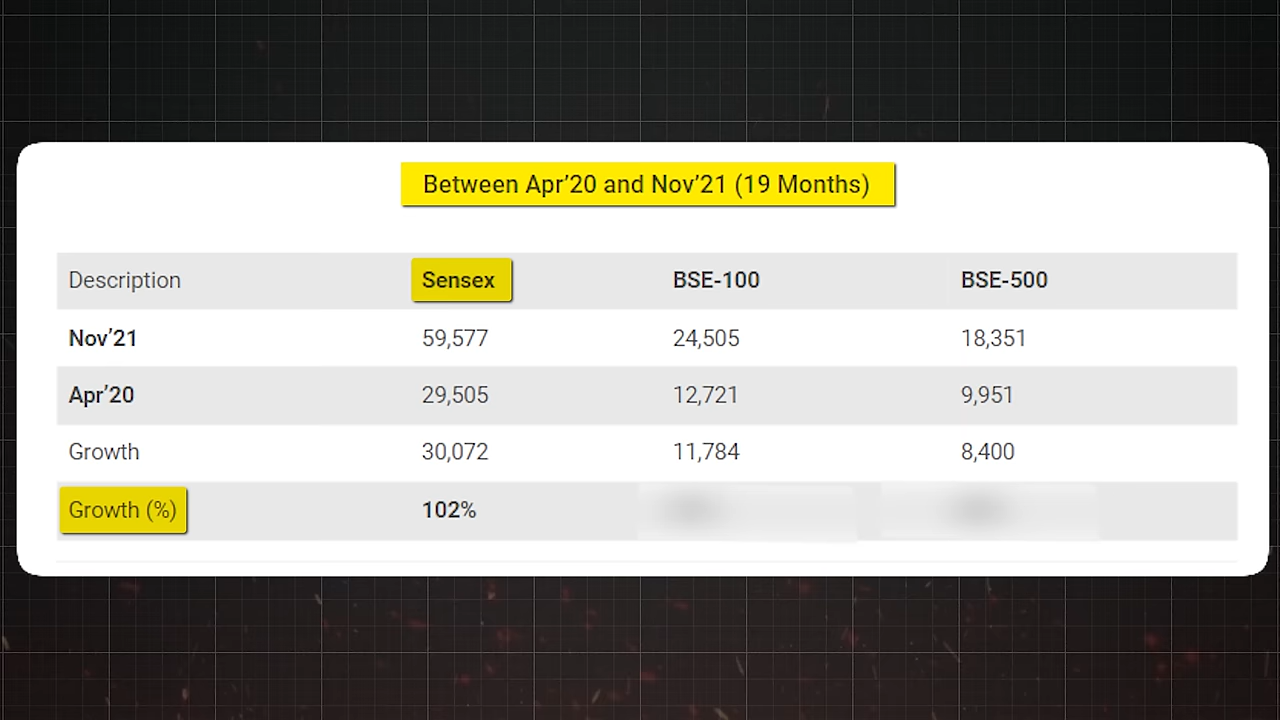 Between Apr’20 and Nov’21 (19 Months)
Description Sensex BSE-100 BSE-500
Nov’21 59,577 24,505 18,351
Apr’20 29,505 12,721 9,951
Growth 30,072 11,784 8,400
Growth (%) 102%